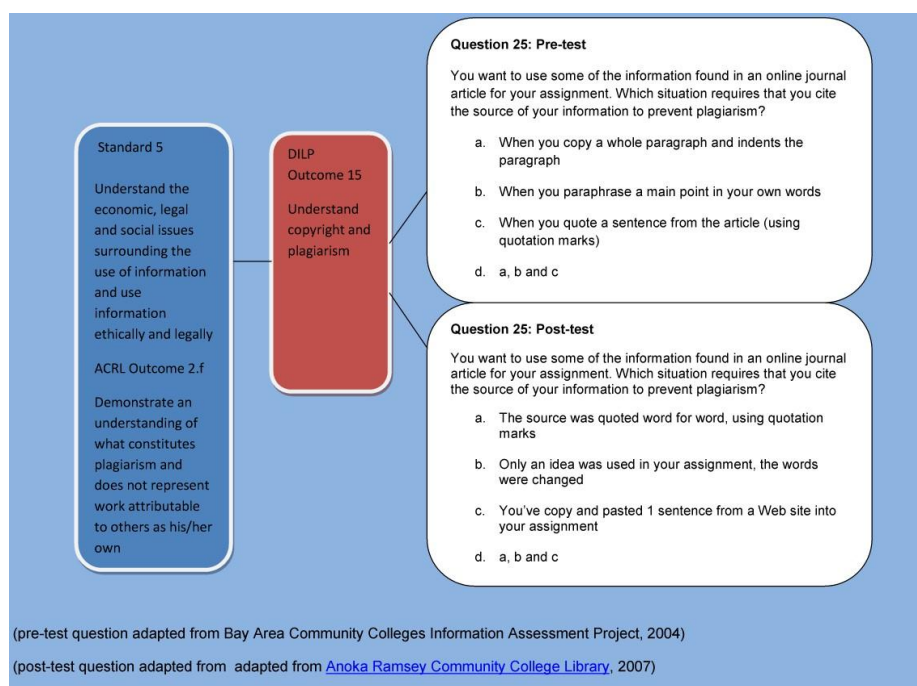 Standard 5
Understand the
economic, legal
and social issues
surrounding the
use of information
and use
information
ethically and legally
ACRL Outcome 2.f
Demonstrate an
understanding of
what constitutes
plagiarism and
does not represent
work attributable
to others as his/her
own
DILP
Outcome 15
Understand
copyright and
plagiarism
Question 25: Pre-test
You want to use some of the information found in an online journal
article for your assignment. Which situation requires that you cite
the source of your information to prevent plagiarism?
a. When you copy a whole paragraph and indents the
paragraph
b. When you paraphrase a main point in your own words
c. When you quote a sentence from the article (using
quotation marks)
d. a, b and c
Question 25: Post-test
You want to use some of the information found in an online journal
article for your assignment. Which situation requires that you cite
the source of your information to prevent plagiarism?
a. The source was quoted word for word, using quotation
marks
b. Only an idea was used in your assignment, the words
were changed
c. You’ve copy and pasted 1 sentence from a Web site into
your assignment
d. a, b and c
(pre-test question adapted from Bay Area Community Colleges Information Assessment Project, 2004)
(post-test question adapted from  adapted from Anoka Ramsey Community College Library, 2007)